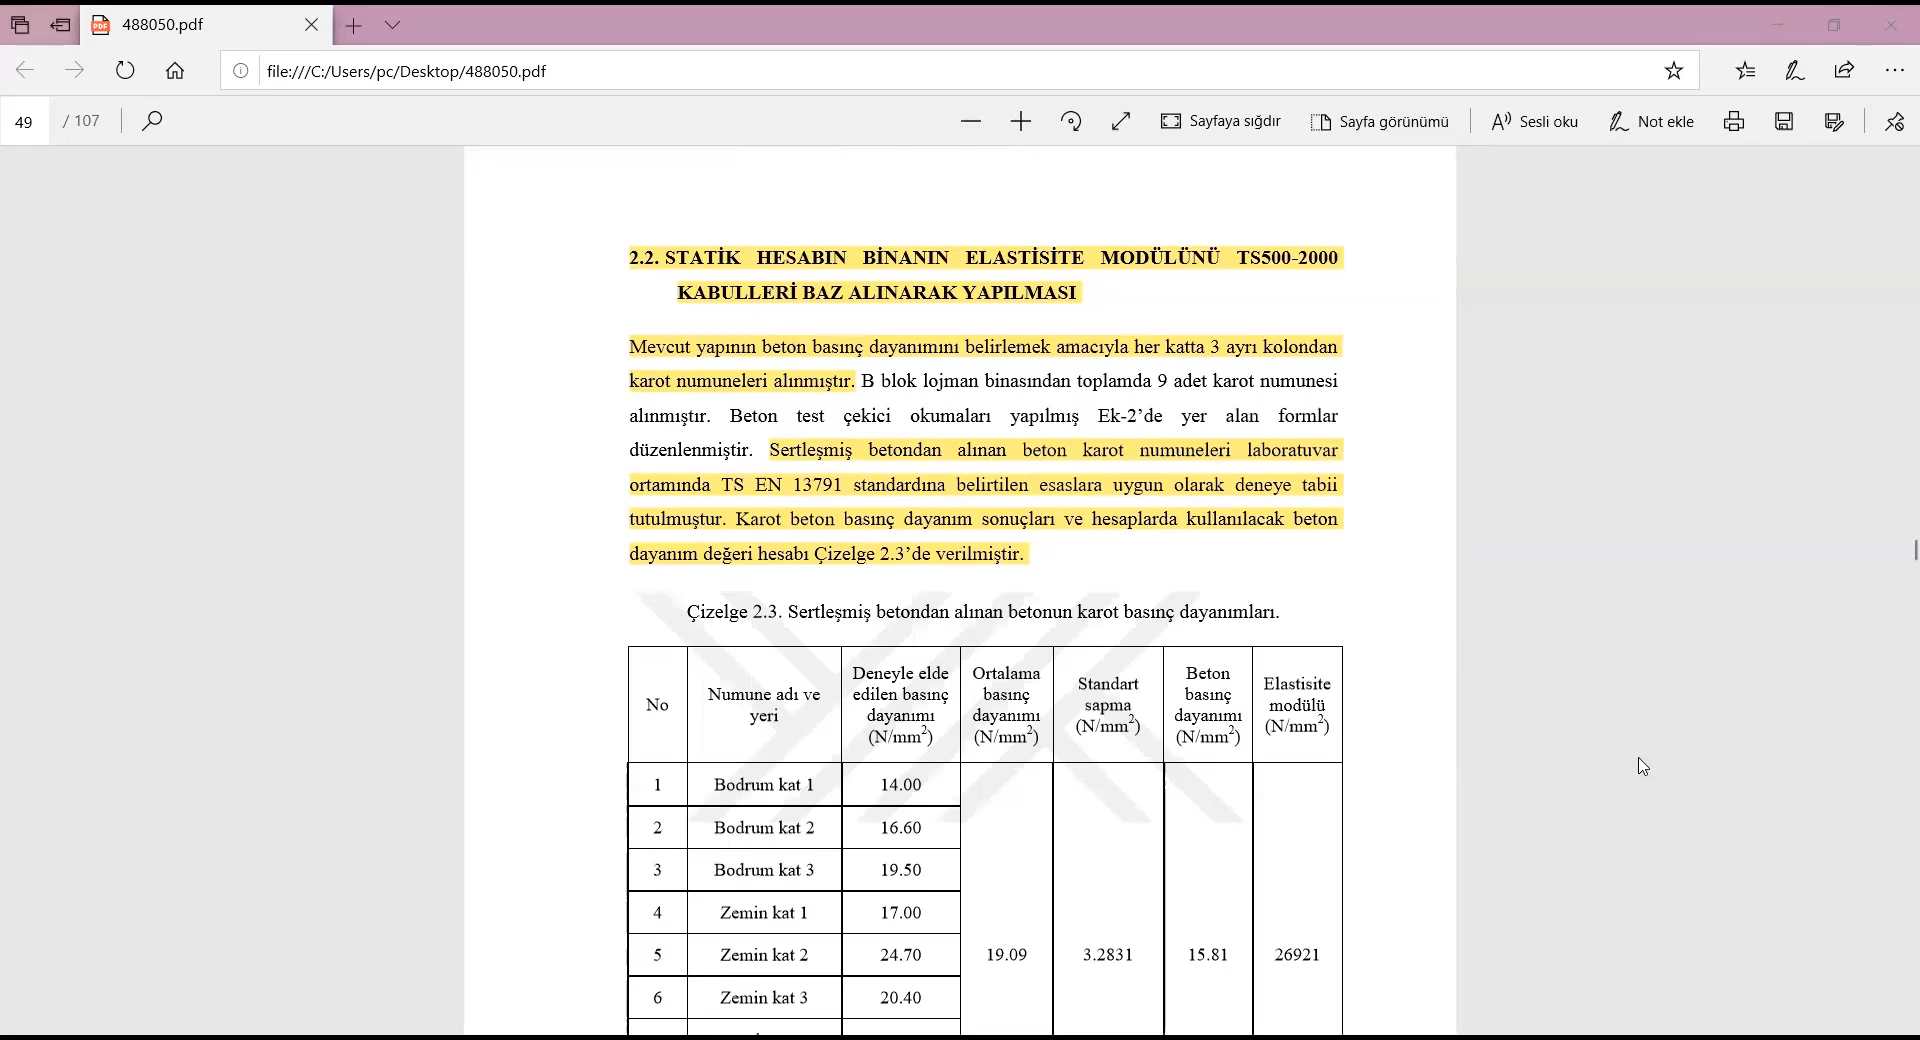 488050.pdf
file:///C:/Users/pc/Desktop/488050.pdf
49 / 107
Sayfaya sığdır
Sayfa görünümü
Sesli oku
Not ekle
2.2. STATİK HESABIN BİNANIN ELASTİSİTE MODÜLÜNÜ TS500-2000
KABULLERİ BAZ ALINARAK YAPILMASI
Mevcut yapının beton basınç dayanımını belirlemek amacıyla her katta 3 ayrı kolondan
karot numuneleri alınmıştır. B blok lojman binasından toplamda 9 adet karot numunesi
alınmıştır. Beton test çekici okumaları yapılmış Ek-2’de yer alan formlar
düzenlenmiştir. Sertleşmiş betondan alınan beton karot numuneleri laboratuvar
ortamında TS EN 13791 standardına belirtilen esaslara uygun olarak deneye tabii
tutulmuştur. Karot beton basınç dayanım sonuçları ve hesaplarda kullanılacak beton
dayanım değeri hesabı Çizelge 2.3’de verilmiştir.
Çizelge 2.3. Sertleşmiş betondan alınan betonun karot basınç dayanımları.
No
Numune adı ve
yeri
Deneyle elde
edilen basınç
dayanımı
(N/mm²)
Ortalama
basınç
dayanımı
(N/mm²)
Standart
sapma
(N/mm²)
Beton
basınç
dayanımı
(N/mm²)
Elastisite
modülü
(N/mm²)
1 Bodrum kat 1 14.00
2 Bodrum kat 2 16.60
3 Bodrum kat 3 19.50
4 Zemin kat 1 17.00
5 Zemin kat 2 24.70 19.09 3.2831 15.81 26921
6 Zemin kat 3 20.40